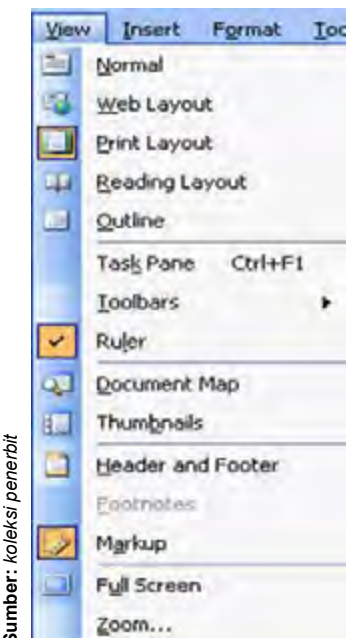 View Insert Format Too
Normal
Web Layout
Print Layout
Reading Layout
Outline
Task Pane Ctrl+F1
Toolbars
Ruler
Document Map
Thumbnails
Header and Footer
Footnotes
Markup
Full Screen
Zoom...
Sumber: koleksi penerbit